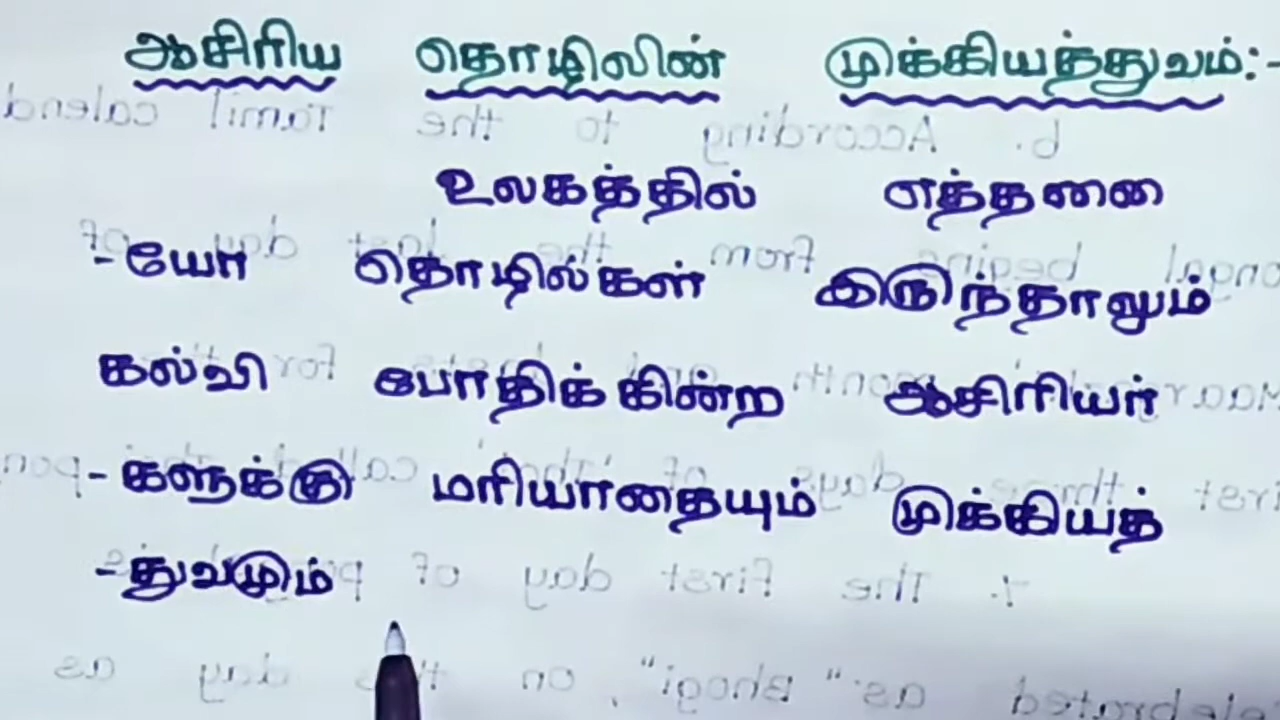 ஆசிரிய தொழிலின் முக்கியத்துவம்:-
உலகத்தில் எத்தனை
-யோ தொழில்கள் இருந்தாலும்
கல்வி போதிக்கின்ற ஆசிரியர்
-களுக்கு மரியாதையும் முக்கியத்
-துவமும்